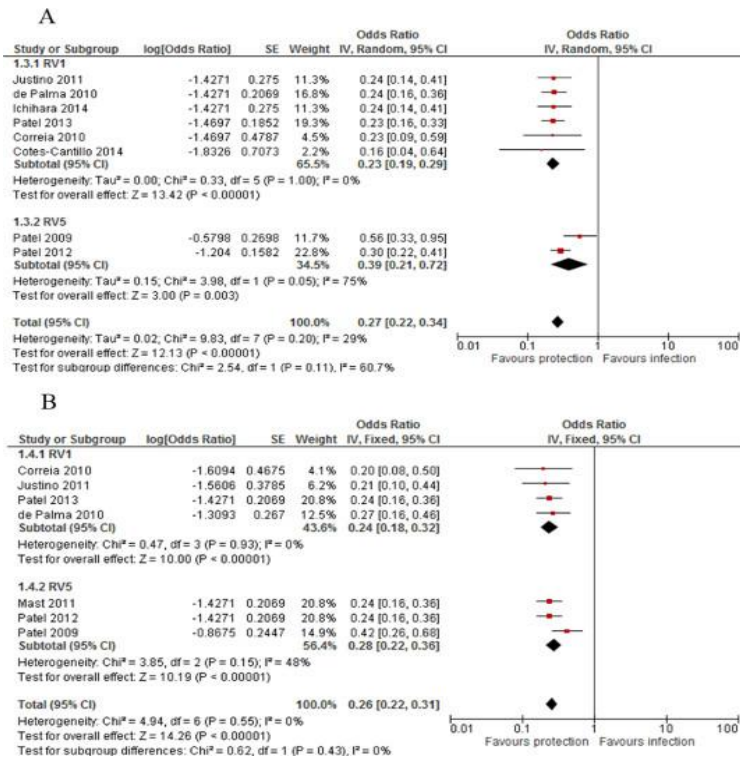 A
Odds Ratio Odds Ratio
Study or Subgroup log[Odds Ratio] SE Weight IV, Random, 95% CI IV, Random, 95% CI
1.3.1 RV1
Justino 2011 -1.4271 0.275 11.3% 0.24 [0.14, 0.41]
de Palma 2010 -1.4271 0.2069 16.8% 0.24 [0.16, 0.36]
Ichihara 2014 -1.4271 0.275 11.3% 0.24 [0.14, 0.41]
Patel 2013 -1.4697 0.1852 19.3% 0.23 [0.16, 0.33]
Correia 2010 -1.4697 0.4787 4.5% 0.23 [0.09, 0.59]
Cotes-Cantillo 2014 -1.8326 0.7073 2.2% 0.16 [0.04, 0.64]
Subtotal (95% CI) 65.5% 0.23 [0.19, 0.29]
Heterogeneity: Tau² = 0.00; Chi² = 0.33, df = 5 (P = 1.00); I² = 0%
Test for overall effect: Z = 13.42 (P < 0.00001)
1.3.2 RV5
Patel 2009 -0.5798 0.2698 11.7% 0.56 [0.33, 0.95]
Patel 2012 -1.204 0.1582 22.8% 0.30 [0.22, 0.41]
Subtotal (95% CI) 34.5% 0.39 [0.21, 0.72]
Heterogeneity: Tau² = 0.15; Chi² = 3.98, df = 1 (P = 0.05); I² = 75%
Test for overall effect: Z = 3.00 (P = 0.003)
Total (95% CI) 100.0% 0.27 [0.22, 0.34]
Heterogeneity: Tau² = 0.02; Chi² = 9.83, df = 7 (P = 0.20); I² = 29%
Test for overall effect: Z = 12.13 (P < 0.00001)
Test for subgroup differences: Chi² = 2.54, df = 1 (P = 0.11), I² = 60.7%
0.01 0.1 1 10 100
Favours protection Favours infection
B
Odds Ratio Odds Ratio
Study or Subgroup log[Odds Ratio] SE Weight IV, Fixed, 95% CI IV, Fixed, 95% CI
1.4.1 RV1
Correia 2010 -1.6094 0.4675 4.1% 0.20 [0.08, 0.50]
Justino 2011 -1.5606 0.3785 6.2% 0.21 [0.10, 0.44]
Patel 2013 -1.4271 0.2069 20.8% 0.24 [0.16, 0.36]
de Palma 2010 -1.3093 0.267 12.5% 0.27 [0.16, 0.46]
Subtotal (95% CI) 43.6% 0.24 [0.18, 0.32]
Heterogeneity: Chi² = 0.47, df = 3 (P = 0.93); I² = 0%
Test for overall effect: Z = 10.00 (P < 0.00001)
1.4.2 RV5
Mast 2011 -1.4271 0.2069 20.8% 0.24 [0.16, 0.36]
Patel 2012 -1.4271 0.2069 20.8% 0.24 [0.16, 0.36]
Patel 2009 -0.8675 0.2447 14.9% 0.42 [0.26, 0.68]
Subtotal (95% CI) 56.4% 0.28 [0.22, 0.36]
Heterogeneity: Chi² = 3.85, df = 2 (P = 0.15); I² = 48%
Test for overall effect: Z = 10.19 (P < 0.00001)
Total (95% CI) 100.0% 0.26 [0.22, 0.31]
Heterogeneity: Chi² = 4.94, df = 6 (P = 0.55); I² = 0%
Test for overall effect: Z = 14.26 (P < 0.00001)
Test for subgroup differences: Chi² = 0.62, df = 1 (P = 0.43), I² = 0%
0.01 0.1 1 10 100
Favours protection Favours infection